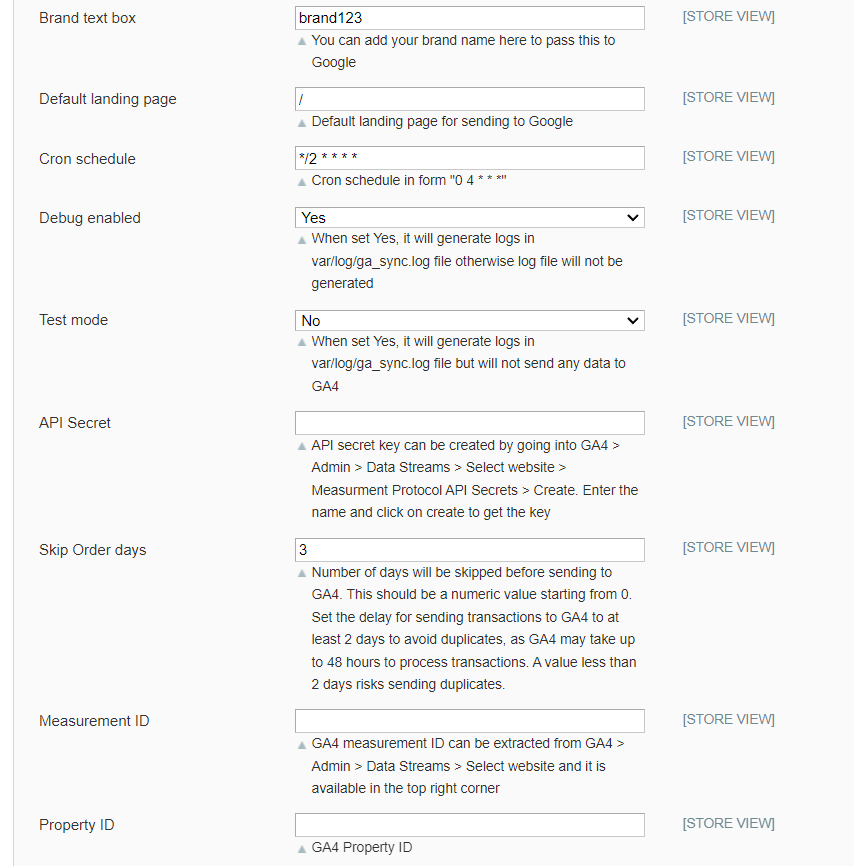 Brand text box brand123 [STORE VIEW]
You can add your brand name here to pass this to
Google
Default landing page / [STORE VIEW]
Default landing page for sending to Google
Cron schedule */2 * * * * [STORE VIEW]
Cron schedule in form "0 4 * * *"
Debug enabled Yes [STORE VIEW]
When set Yes, it will generate logs in
var/log/ga_sync.log file otherwise log file will not be
generated
Test mode No [STORE VIEW]
When set Yes, it will generate logs in
var/log/ga_sync.log file but will not send any data to
GA4
API Secret [STORE VIEW]
API secret key can be created by going into GA4 >
Admin > Data Streams > Select website >
Measurment Protocol API Secrets > Create. Enter the
name and click on create to get the key
Skip Order days 3 [STORE VIEW]
Number of days will be skipped before sending to
GA4. This should be a numeric value starting from 0.
Set the delay for sending transactions to GA4 to at
least 2 days to avoid duplicates, as GA4 may take up
to 48 hours to process transactions. A value less than
2 days risks sending duplicates.
Measurement ID [STORE VIEW]
GA4 measurement ID can be extracted from GA4 >
Admin > Data Streams > Select website and it is
available in the top right corner
Property ID [STORE VIEW]
GA4 Property ID